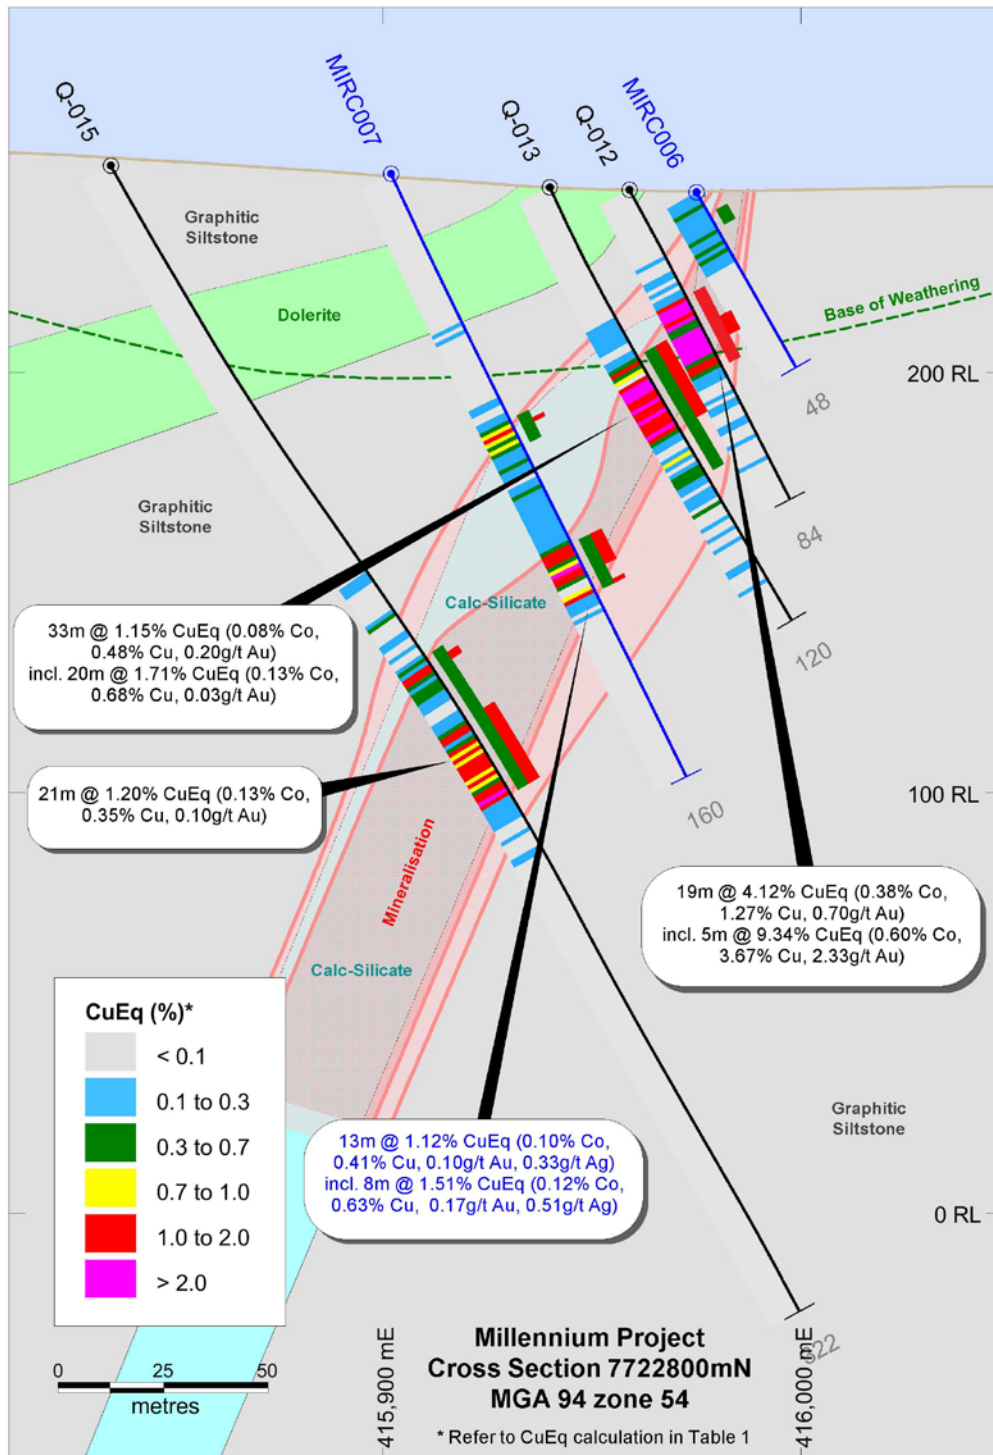 Q-015
MIRC007
Q-013
Q-012
MIRC006
Graphitic
Siltstone
Dolerite
Base of Weathering
200 RL
48
Graphitic
Siltstone
84
Calc-Silicate
120
33m @ 1.15% CuEq (0.08% Co,
0.48% Cu, 0.20g/t Au)
incl. 20m @ 1.71% CuEq (0.13% Co,
0.68% Cu, 0.03g/t Au)
21m @ 1.20% CuEq (0.13% Co,
0.35% Cu, 0.10g/t Au)
100 RL
160
Mineralisation
19m @ 4.12% CuEq (0.38% Co,
1.27% Cu, 0.70g/t Au)
incl. 5m @ 9.34% CuEq (0.60% Co,
3.67% Cu, 2.33g/t Au)
Calc-Silicate
CuEq (%)*
< 0.1
0.1 to 0.3
0.3 to 0.7
0.7 to 1.0
1.0 to 2.0
> 2.0
Graphitic
Siltstone
13m @ 1.12% CuEq (0.10% Co,
0.41% Cu, 0.10g/t Au, 0.33g/t Ag)
incl. 8m @ 1.51% CuEq (0.12% Co,
0.63% Cu, 0.17g/t Au, 0.51g/t Ag)
0 RL
322
0 25 50
metres
415,900 mE
416,000 mE
Millennium Project
Cross Section 7722800mN
MGA 94 zone 54
* Refer to CuEq calculation in Table 1